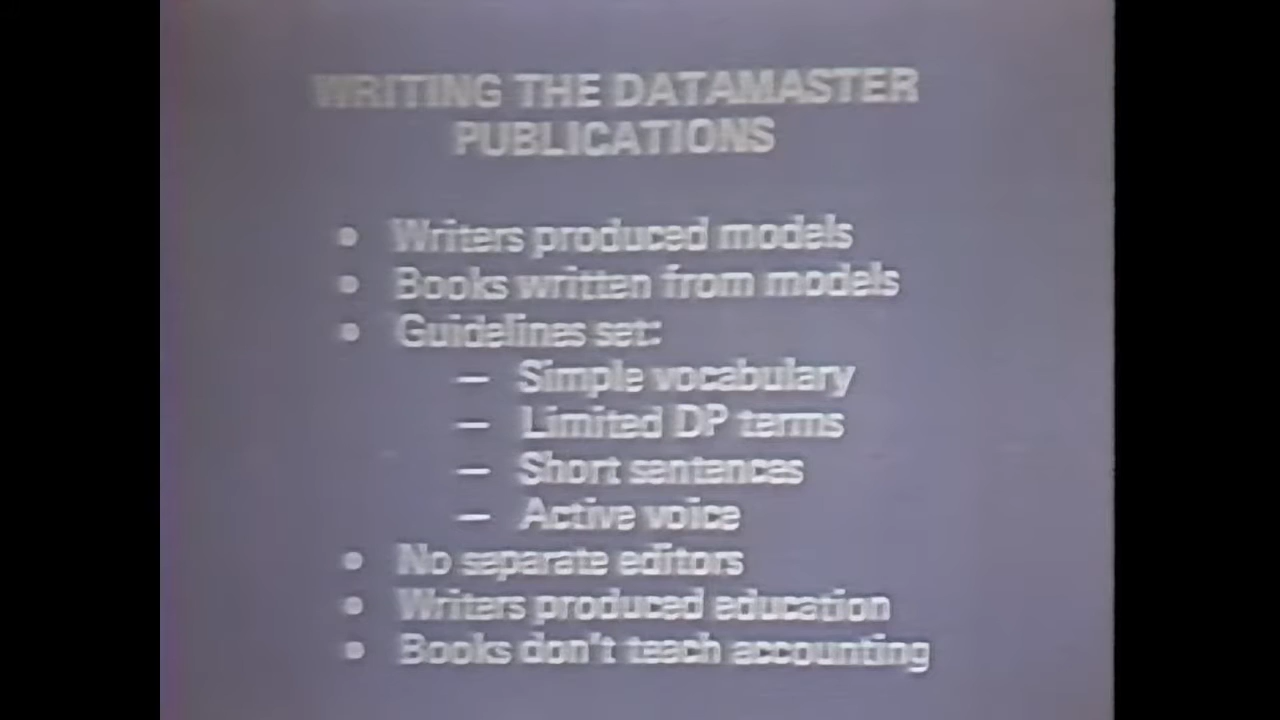 WRITING THE DATAMASTER
PUBLICATIONS
• Writers produced models
• Books written from models
• Guidelines set:
— Simple vocabulary
— Limited DP terms
— Short sentences
— Active voice
• No separate editors
• Writers produced education
• Books don't teach accounting